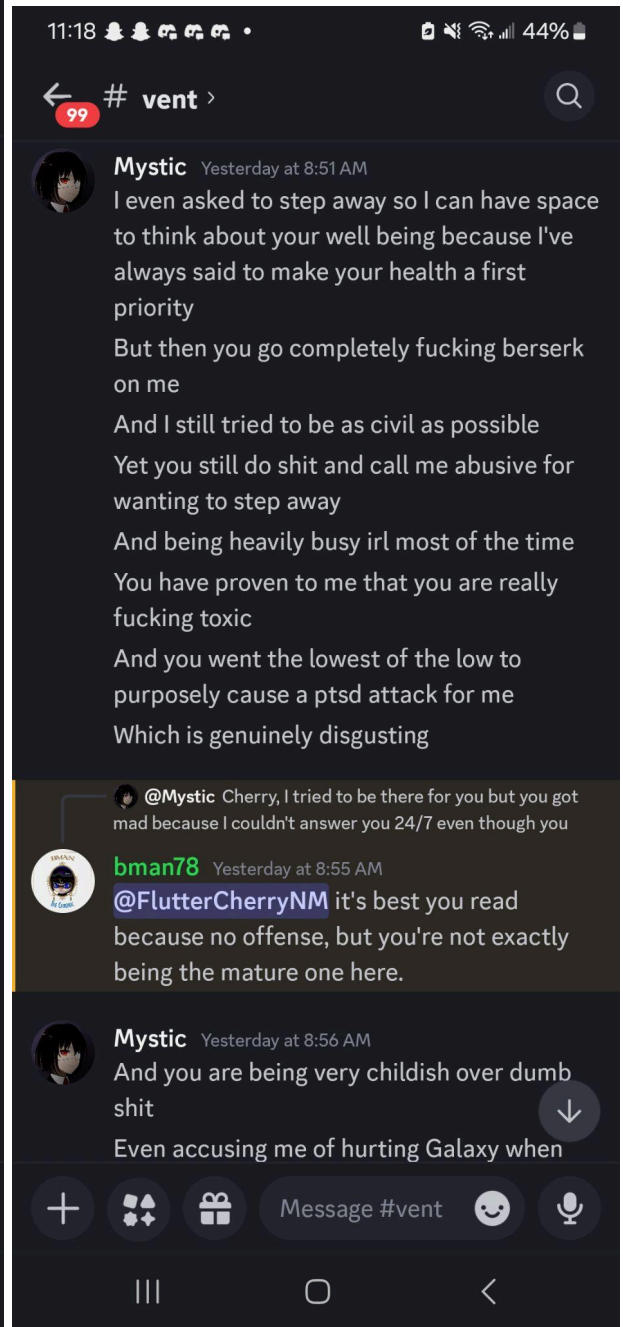 11:18
44%
99
# vent >
Mystic Yesterday at 8:51 AM
I even asked to step away so I can have space
to think about your well being because I've
always said to make your health a first
priority
But then you go completely fucking berserk
on me
And I still tried to be as civil as possible
Yet you still do shit and call me abusive for
wanting to step away
And being heavily busy irl most of the time
You have proven to me that you are really
fucking toxic
And you went the lowest of the low to
purposely cause a ptsd attack for me
Which is genuinely disgusting
@Mystic Cherry, I tried to be there for you but you got
mad because I couldn't answer you 24/7 even though you
BMAN
bman78 Yesterday at 8:55 AM
@FlutterCherryNM it's best you read
because no offense, but you're not exactly
being the mature one here.
Mystic Yesterday at 8:56 AM
And you are being very childish over dumb
shit
Even accusing me of hurting Galaxy when
Message #vent